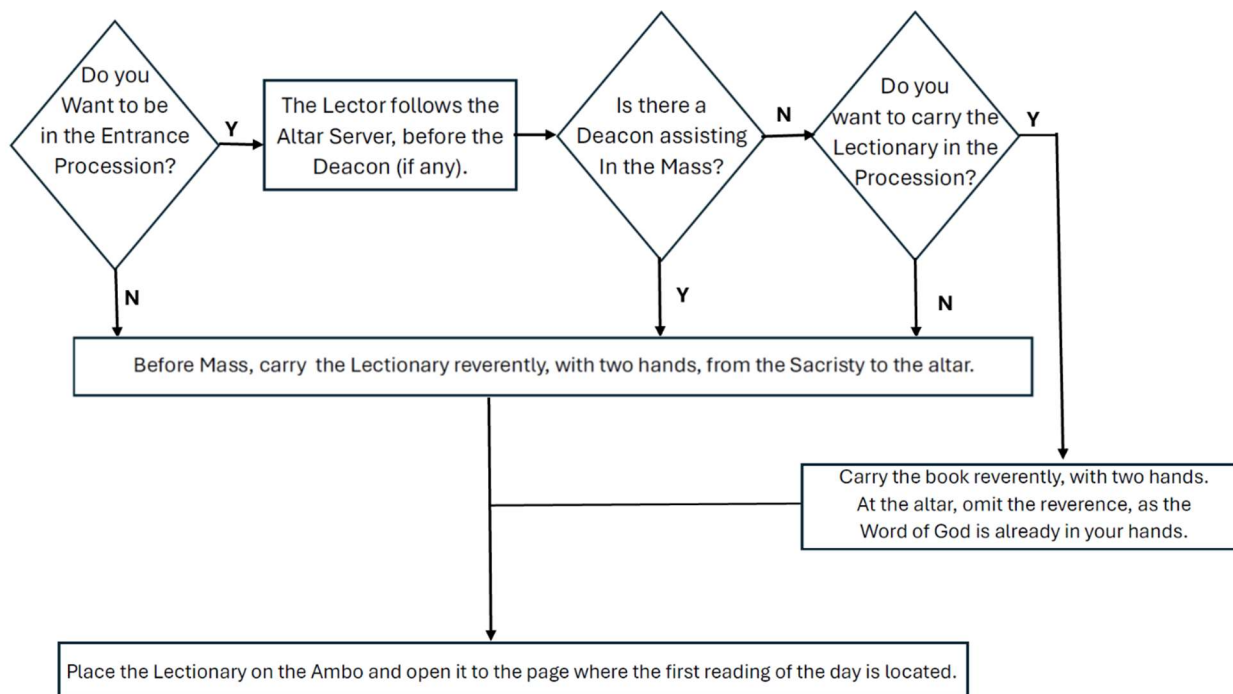 Do you
Want to be
in the Entrance
Procession?
Y
The Lector follows the
Altar Server, before the
Deacon (if any).
Is there a
Deacon assisting
In the Mass?
N
Do you
want to carry the
Lectionary in the
Procession?
Y
N
Y
N
Before Mass, carry the Lectionary reverently, with two hands, from the Sacristy to the altar.
Carry the book reverently, with two hands.
At the altar, omit the reverence, as the
Word of God is already in your hands.
Place the Lectionary on the Ambo and open it to the page where the first reading of the day is located.